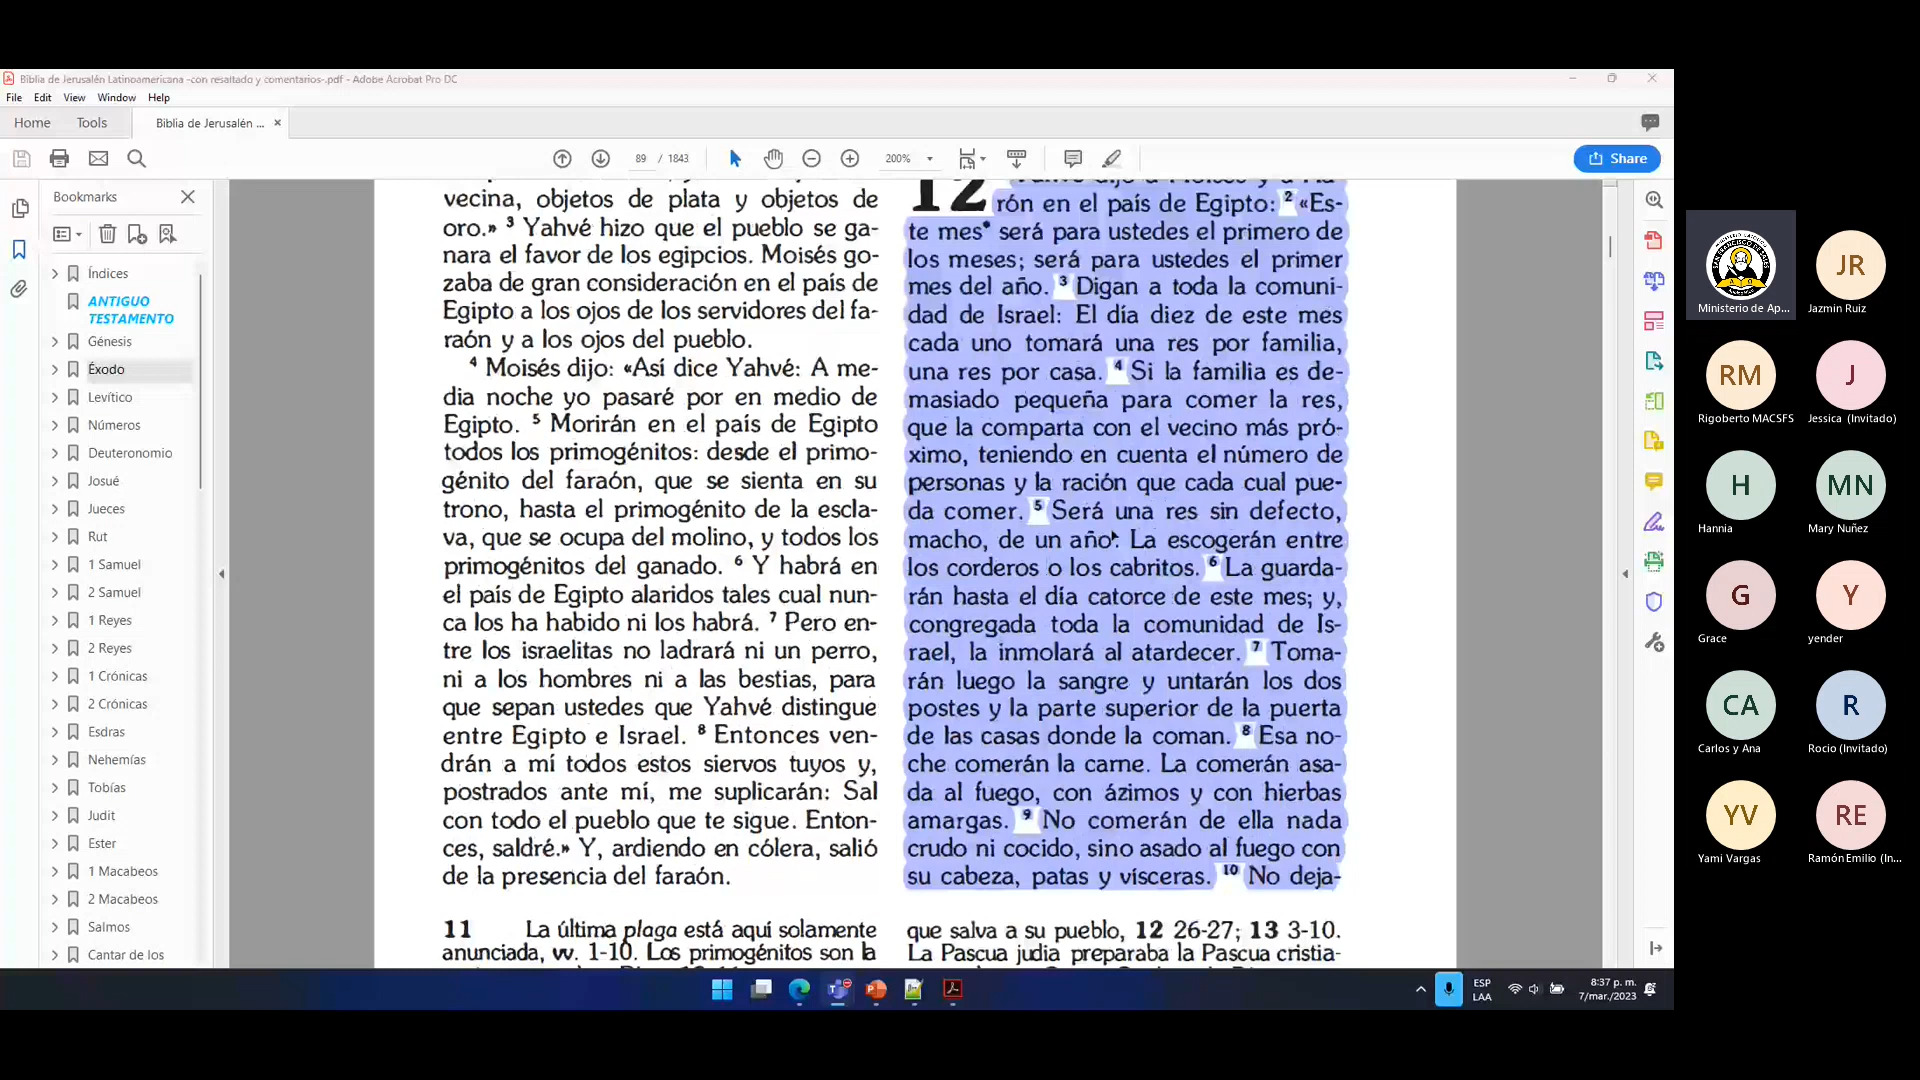 Biblia de Jerusalén Latinoamericana -con resaltado y comentarios-.pdf - Adobe Acrobat Pro DC
File Edit View Window Help
Home Tools Biblia de Jerusalén ...
89 / 1843 200% Share
Bookmarks
Índices
ANTIGUO
TESTAMENTO
Génesis
Éxodo
Levítico
Números
Deuteronomio
Josué
Jueces
Rut
1 Samuel
2 Samuel
1 Reyes
2 Reyes
1 Crónicas
2 Crónicas
Esdras
Nehemías
Tobías
Judit
Ester
1 Macabeos
2 Macabeos
Salmos
Cantar de los
vecina, objetos de plata y objetos de
oro.» 3 Yahvé hizo que el pueblo se ga-
nara el favor de los egipcios. Moisés go-
zaba de gran consideración en el país de
Egipto a los ojos de los servidores del fa-
raón y a los ojos del pueblo.
4 Moisés dijo: «Así dice Yahvé: A me-
dia noche yo pasaré por en medio de
Egipto. 5 Morirán en el país de Egipto
todos los primogénitos: desde el primo-
génito del faraón, que se sienta en su
trono, hasta el primogénito de la escla-
va, que se ocupa del molino, y todos los
primogénitos del ganado. 6 Y habrá en
el país de Egipto alaridos tales cual nun-
ca los ha habido ni los habrá. 7 Pero en-
tre los israelitas no ladrará ni un perro,
ni a los hombres ni a las bestias, para
que sepan ustedes que Yahvé distingue
entre Egipto e Israel. 8 Entonces ven-
drán a mí todos estos siervos tuyos y,
postrados ante mí, me suplicarán: Sal
con todo el pueblo que te sigue. Enton-
ces, saldré.» Y, ardiendo en cólera, salió
de la presencia del faraón.
11 La última plaga está aquí solamente
anunciada, vv. 1-10. Los primogénitos son la
12 Yahvé dijo a Moisés y a Aa-
rón en el país de Egipto: 2 «Es-
te mes* será para ustedes el primero de
los meses; será para ustedes el primer
mes del año. 3 Digan a toda la comuni-
dad de Israel: El día diez de este mes
cada uno tomará una res por familia,
una res por casa. 4 Si la familia es de-
masiado pequeña para comer la res,
que la comparta con el vecino más pró-
ximo, teniendo en cuenta el número de
personas y la ración que cada cual pue-
da comer. 5 Será una res sin defecto,
macho, de un año. La escogerán entre
los corderos o los cabritos. 6 La guarda-
rán hasta el día catorce de este mes; y,
congregada toda la comunidad de Is-
rael, la inmolará al atardecer. 7 Toma-
rán luego la sangre y untarán los dos
postes y la parte superior de la puerta
de las casas donde la coman. 8 Esa no-
che comerán la carne. La comerán asa-
da al fuego, con ázimos y con hierbas
amargas. 9 No comerán de ella nada
crudo ni cocido, sino asado al fuego con
su cabeza, patas y vísceras. 10 No deja-
que salva a su pueblo, 12 26-27; 13 3-10.
La Pascua judía preparaba la Pascua cristia-
ESP
LAA
8:37 p. m.
7/mar./2023
Ministerio de Ap...
JR
Jazmin Ruiz
RM
Rigoberto MACSFS
J
Jessica (Invitado)
H
Hannia
MN
Mary Nuñez
G
Grace
Y
yender
CA
Carlos y Ana
R
Rocio (Invitado)
YV
Yami Vargas
RE
Ramón Emilio (In...